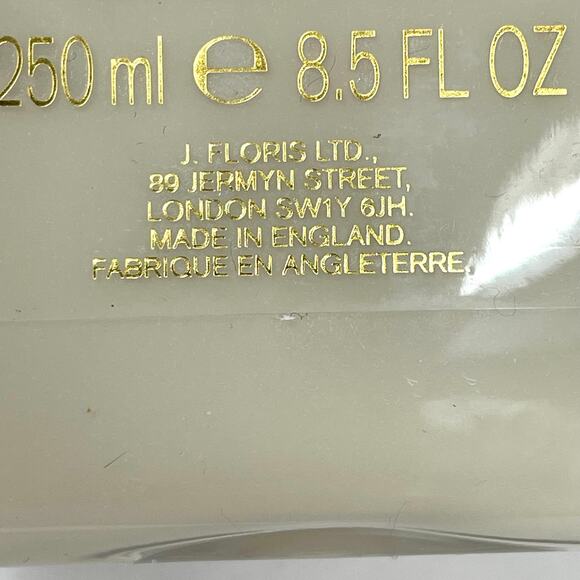 250 ml e 8.5 FL OZ
J. FLORIS LTD.,
89 JERMYN STREET,
LONDON SW1Y 6JH.
MADE IN ENGLAND.
FABRIQUE EN ANGLETERRE.